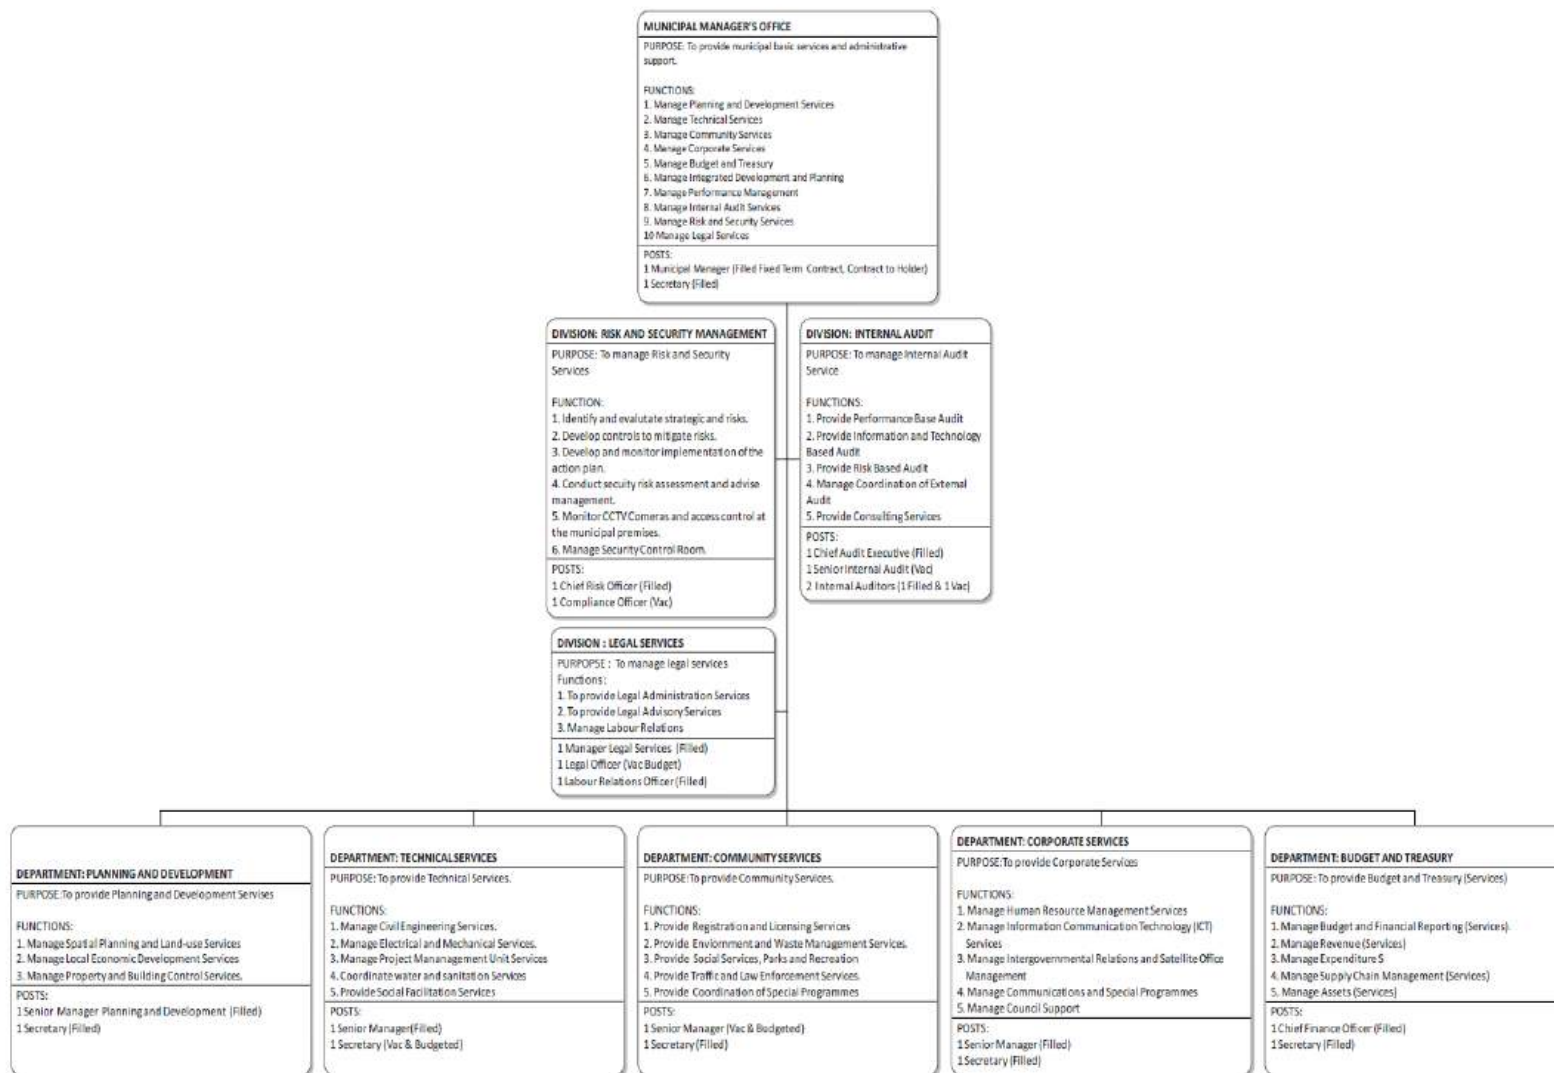 MUNICIPAL MANAGER'S OFFICE
PURPOSE: To provide municipal basic services and administrative
support.
FUNCTIONS:
1. Manage Planning and Development Services
2. Manage Technical Services
3. Manage Community Services
4. Manage Corporate Services
5. Manage Budget and Treasury
6. Manage Integrated Development and Planning
7. Manage Performance Management
8. Manage Internal Audit Services
9. Manage Risk and Security Services
10 Manage Legal Services
POSTS:
1 Municipal Manager (Filled Fixed Term Contract, Contract to Holder)
1 Secretary (Filled)
DIVISION: RISK AND SECURITY MANAGEMENT
PURPOSE: To manage Risk and Security
Services
FUNCTION:
1. Identify and evalutate strategic and risks.
2. Develop controls to mitigate risks.
3. Develop and monitor implementation of the
action plan.
4. Conduct secuity risk assessment and advise
management.
5. Monitor CCTV Comeras and access control at
the municipal premises.
6. Manage Security Control Room.
POSTS:
1 Chief Risk Officer (Filled)
1 Compliance Officer (Vac)
DIVISION: INTERNAL AUDIT
PURPOSE: To manage Internal Audit
Service
FUNCTIONS:
1. Provide Performance Base Audit
2. Provide Information and Technology
Based Audit
3. Provide Risk Based Audit
4. Manage Coordination of External
Audit
5. Provide Consulting Services
POSTS:
1 Chief Audit Executive (Filled)
1 Senior Internal Audit (Vac)
2 Internal Auditors (1 Filled & 1 Vac)
DIVISION : LEGAL SERVICES
PURPOPSE : To manage legal services
Functions:
1. To provide Legal Administration Services
2. To provide Legal Advisory Services
3. Manage Labour Relations
1 Manager Legal Services (Filled)
1 Legal Officer (Vac Budget)
1 Labour Relations Officer (Filled)
DEPARTMENT: PLANNING AND DEVELOPMENT
PURPOSE: To provide Planning and Development Servises
FUNCTIONS:
1. Manage Spatial Planning and Land-use Services
2. Manage Local Economic Development Services
3. Manage Property and Building Control Services.
POSTS:
1 Senior Manager Planning and Development (Filled)
1 Secretary (Filled)
DEPARTMENT: TECHNICAL SERVICES
PURPOSE: To provide Technical Services.
FUNCTIONS:
1. Manage Civil Engineering Services.
2. Manage Electrical and Mechanical Services.
3. Manage Project Mananagement Unit Services
4. Coordinate water and sanitation Services
5. Provide Social Facilitation Services
POSTS:
1 Senior Manager(Filled)
1 Secretary (Vac & Budgeted)
DEPARTMENT: COMMUNITY SERVICES
PURPOSE: To provide Community Services.
FUNCTIONS:
1. Provide Registration and Licensing Services
2. Provide Enviornment and Waste Management Services.
3. Provide Social Services, Parks and Recreation
4. Provide Traffic and Law Enforcement Services.
5. Provide Coordination of Special Programmes
POSTS:
1 Senior Manager (Vac & Budgeted)
1 Secretary (Filled)
DEPARTMENT: CORPORATE SERVICES
PURPOSE: To provide Corporate Services
FUNCTIONS:
1. Manage Human Resource Management Services
2. Manage Information Communication Technology (ICT)
Services
3. Manage Intergovernmental Relations and Satellite Office
Management
4. Manage Communications and Special Programmes
5. Manage Council Support
POSTS:
1 Senior Manager (Filled)
1 Secretary (Filled)
DEPARTMENT: BUDGET AND TREASURY
PURPOSE: To provide Budget and Treasury (Services)
FUNCTIONS:
1. Manage Budget and Financial Reporting (Services).
2. Manage Revenue (Services)
3. Manage Expenditure S
4. Manage Supply Chain Management (Services)
5. Manage Assets (Services)
POSTS:
1 Chief Finance Officer (Filled)
1 Secretary (Filled)